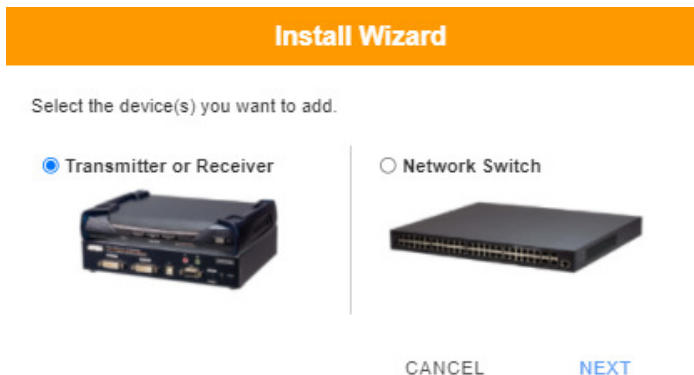 Install Wizard
Select the device(s) you want to add.
Transmitter or Receiver
Network Switch
CANCEL
NEXT